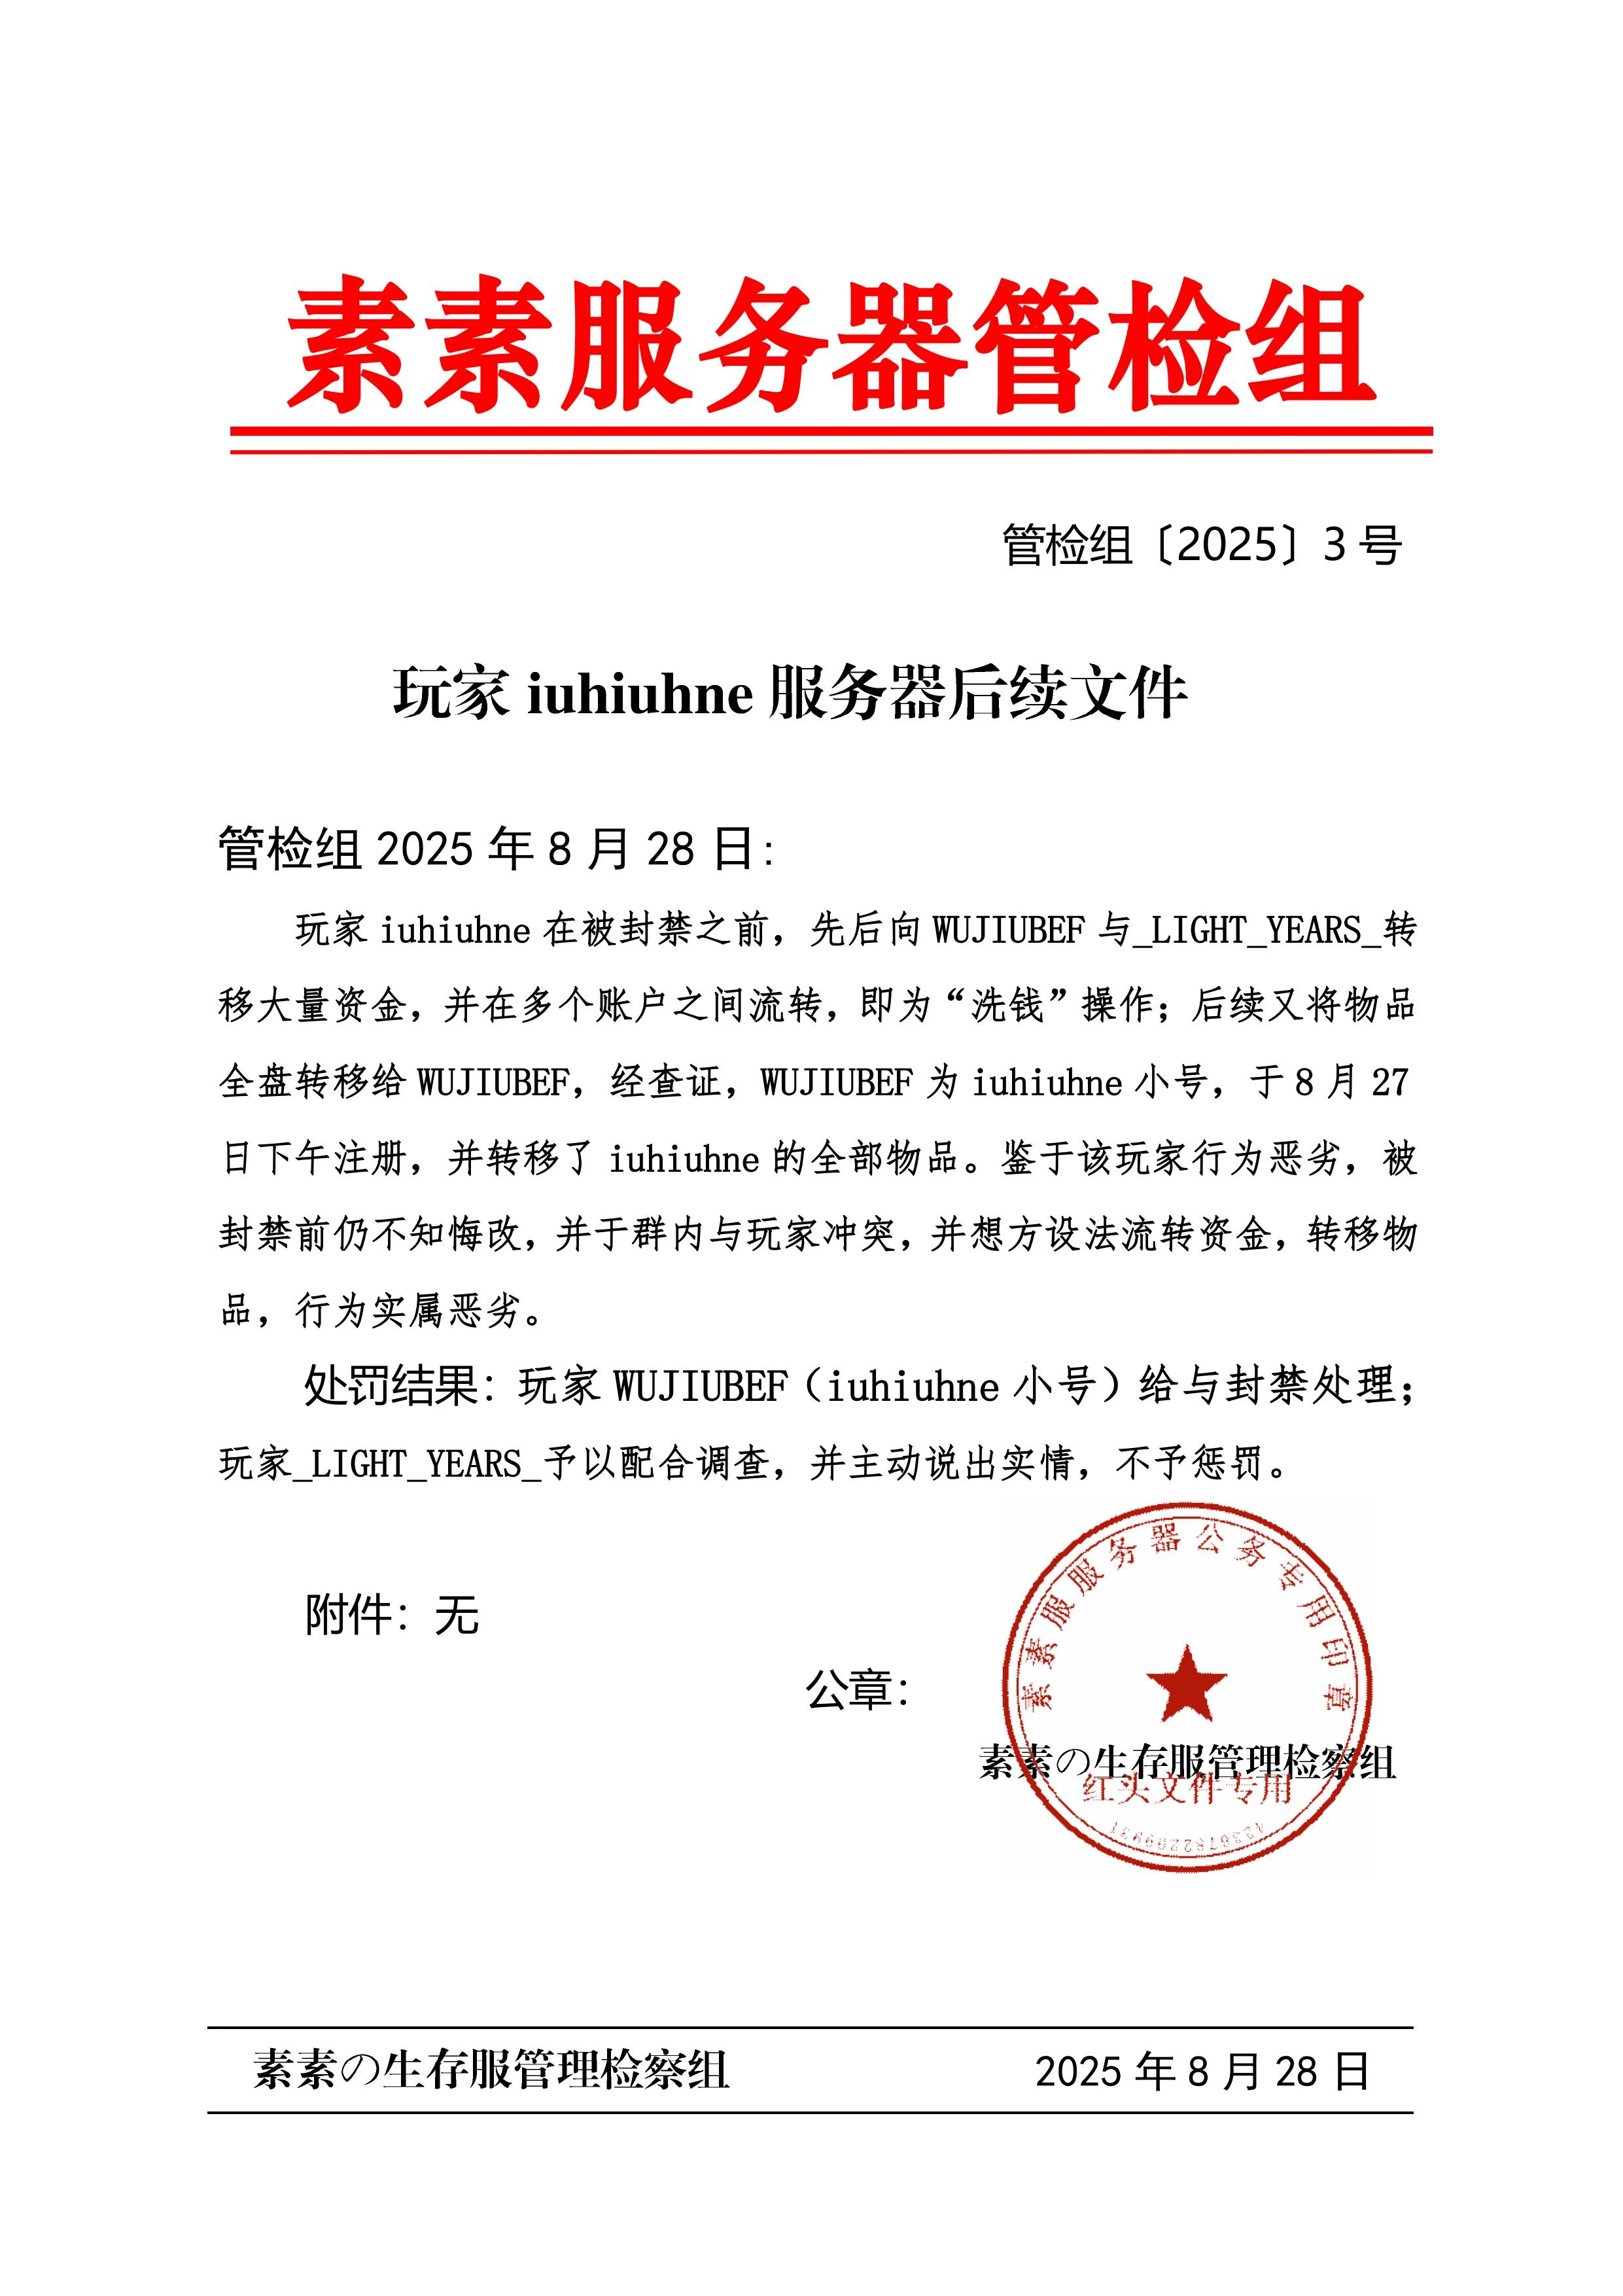 素素服务器管检组
管检组〔2025〕3 号
玩家 iuhiuhne 服务器后续文件
管检组 2025 年 8 月 28 日：
玩家 iuhiuhne 在被封禁之前，先后向 WUJIUBEF 与_LIGHT_YEARS_转
移大量资金，并在多个账户之间流转，即为“洗钱”操作；后续又将物品
全盘转移给 WUJIUBEF，经查证，WUJIUBEF 为 iuhiuhne 小号，于 8 月 27
日下午注册，并转移了 iuhiuhne 的全部物品。鉴于该玩家行为恶劣，被
封禁前仍不知悔改，并于群内与玩家冲突，并想方设法流转资金，转移物
品，行为实属恶劣。
处罚结果：玩家 WUJIUBEF（iuhiuhne 小号）给与封禁处理；
玩家_LIGHT_YEARS_予以配合调查，并主动说出实情，不予惩罚。
附件：无
公章：
素素服服务器公务专用印章
素素の生存服管理检察组
红头文件专用
素素の生存服管理检察组 2025 年 8 月 28 日